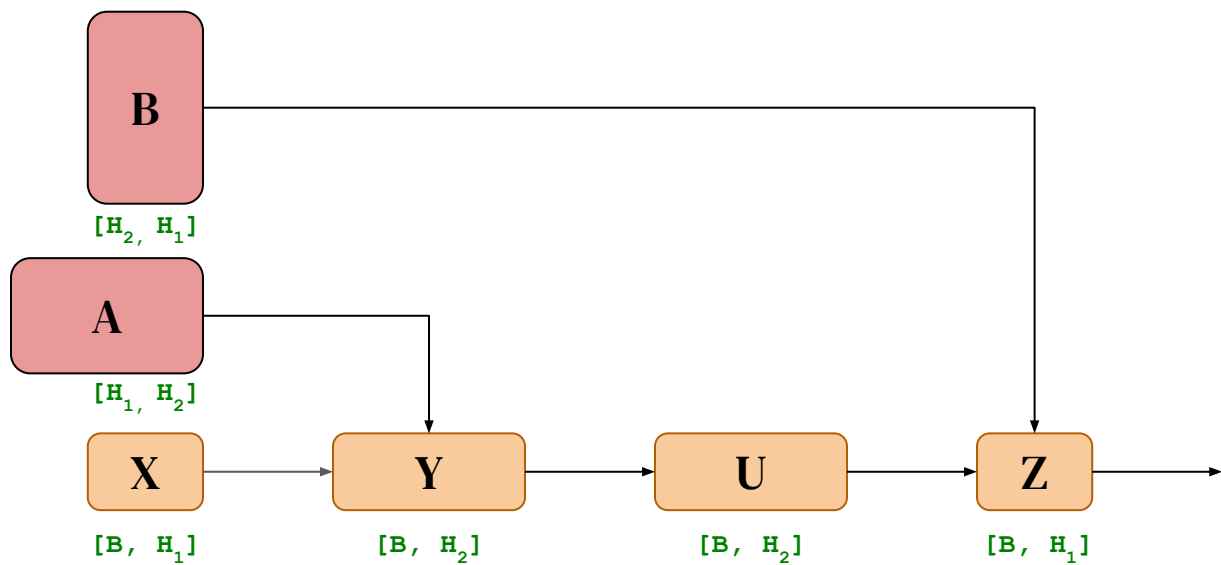 B
[H₂, H₁]
A
[H₁, H₂]
X Y U Z
[B, H₁] [B, H₂] [B, H₂] [B, H₁]